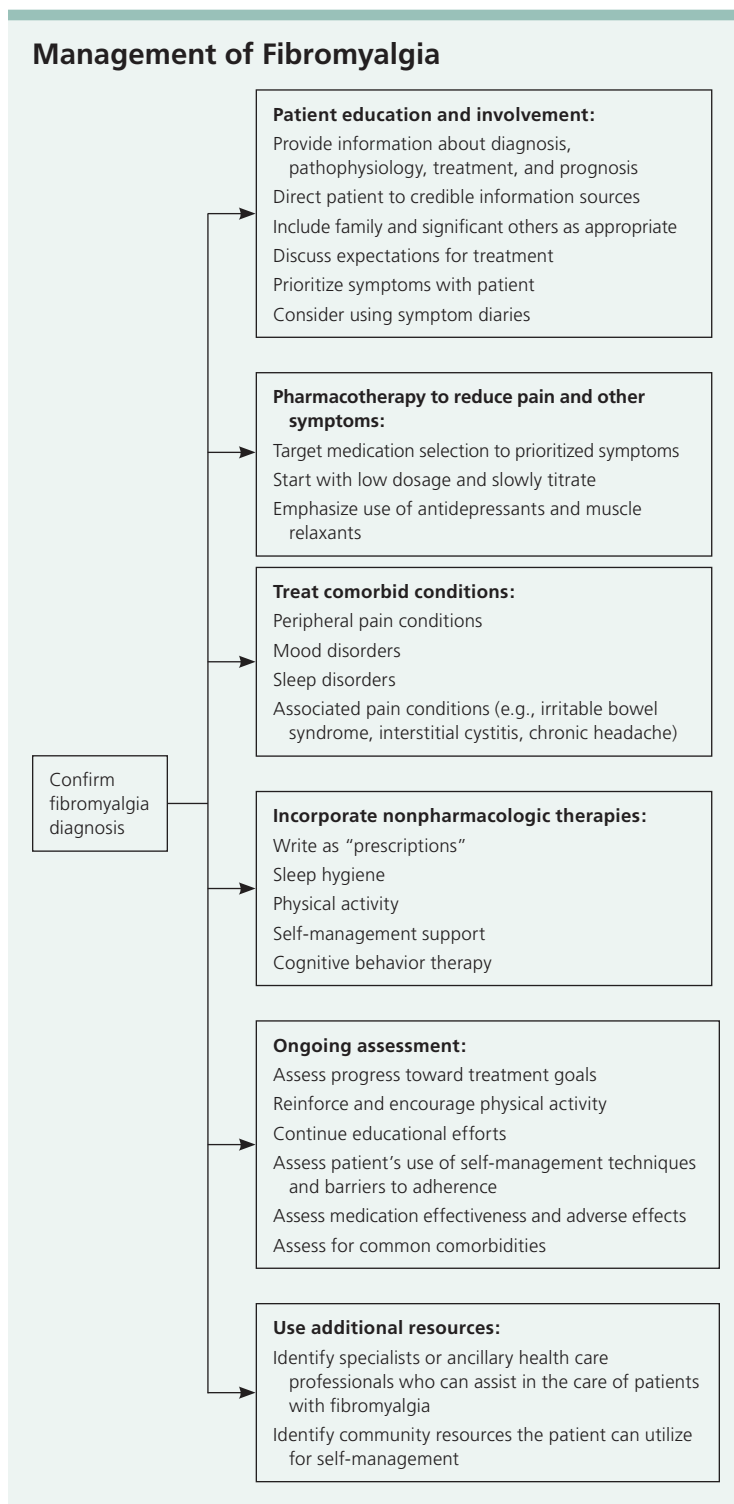 Management of Fibromyalgia
Patient education and involvement:
Provide information about diagnosis,
pathophysiology, treatment, and prognosis
Direct patient to credible information sources
Include family and significant others as appropriate
Discuss expectations for treatment
Prioritize symptoms with patient
Consider using symptom diaries
Pharmacotherapy to reduce pain and other
symptoms:
Target medication selection to prioritized symptoms
Start with low dosage and slowly titrate
Emphasize use of antidepressants and muscle
relaxants
Treat comorbid conditions:
Peripheral pain conditions
Mood disorders
Sleep disorders
Associated pain conditions (e.g., irritable bowel
syndrome, interstitial cystitis, chronic headache)
Confirm
fibromyalgia
diagnosis
Incorporate nonpharmacologic therapies:
Write as “prescriptions”
Sleep hygiene
Physical activity
Self-management support
Cognitive behavior therapy
Ongoing assessment:
Assess progress toward treatment goals
Reinforce and encourage physical activity
Continue educational efforts
Assess patient’s use of self-management techniques
and barriers to adherence
Assess medication effectiveness and adverse effects
Assess for common comorbidities
Use additional resources:
Identify specialists or ancillary health care
professionals who can assist in the care of patients
with fibromyalgia
Identify community resources the patient can utilize
for self-management